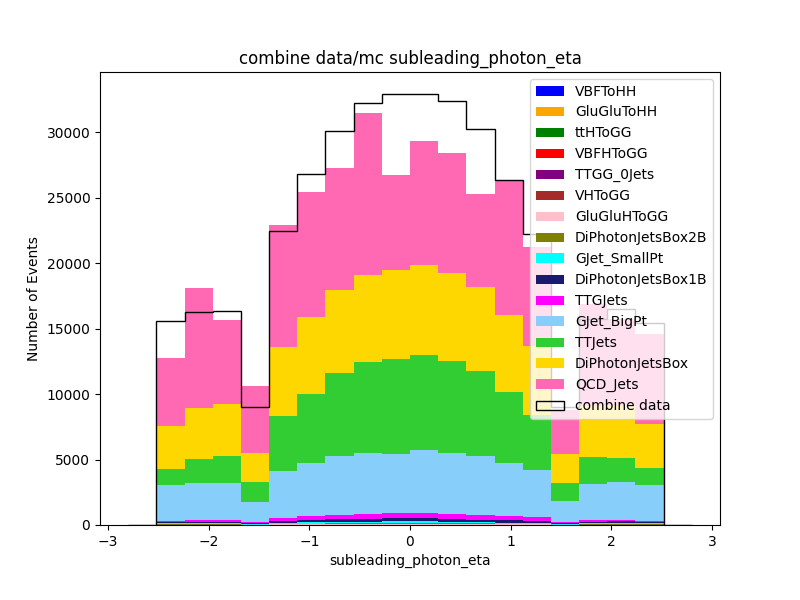 combine data/mc subleading_photon_eta
Number of Events
30000
25000
20000
15000
10000
5000
0
VBFToHH
GluGluToHH
ttHToGG
VBFHToGG
TTGG_0Jets
VHToGG
GluGluHToGG
DiPhotonJetsBox2B
GJet_SmallPt
DiPhotonJetsBox1B
TTGJets
GJet_BigPt
TTJets
DiPhotonJetsBox
QCD_Jets
combine data
−3 −2 −1 0 1 2 3
subleading_photon_eta